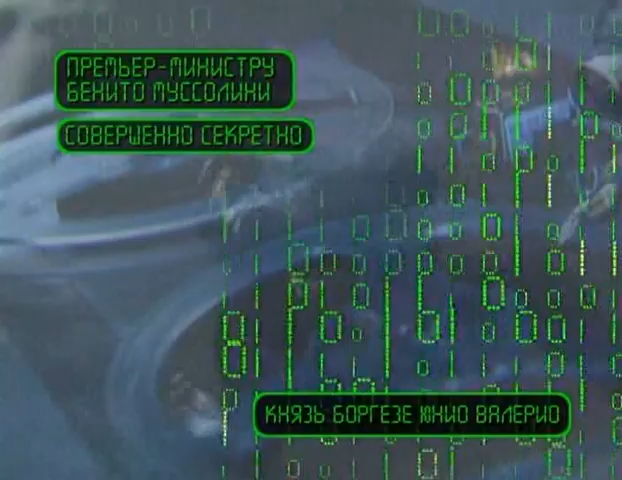 ПРЕМЬЕР-МИНИСТРУ
БЕНИТО МУССОЛИНИ
СОВЕРШЕННО СЕКРЕТНО
КНЯЗЬ БОРГЕЗЕ ЮНИО ВАЛЕРИО